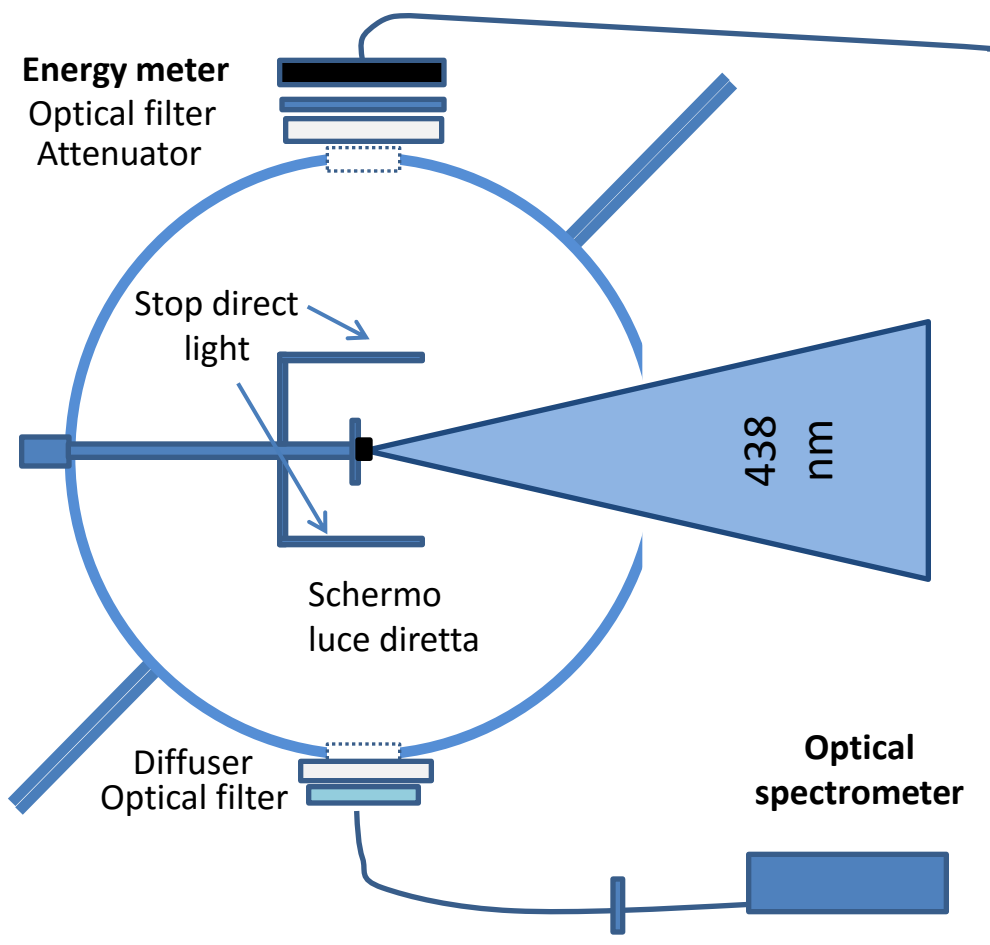 Energy meter
Optical filter
Attenuator
Stop direct
light
438
nm
Schermo
luce diretta
Diffuser
Optical filter
Optical
spectrometer